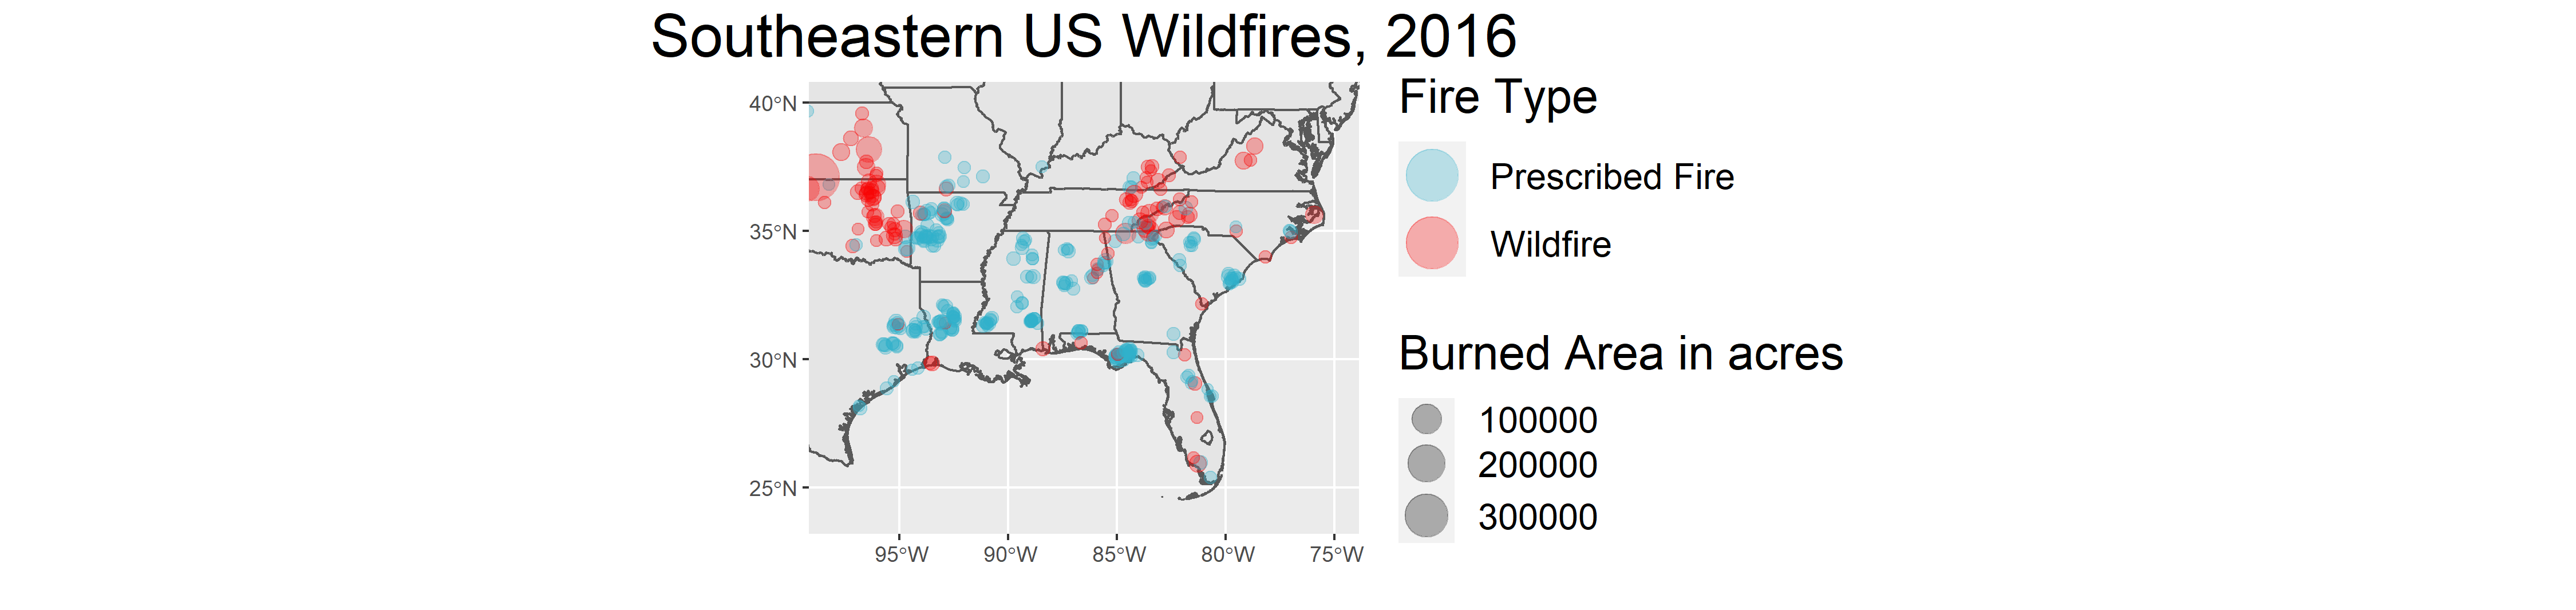 Southeastern US Wildfires, 2016
40°N
35°N
30°N
25°N
95°W
90°W
85°W
80°W
75°W
Fire Type
Prescribed Fire
Wildfire
Burned Area in acres
100000
200000
300000